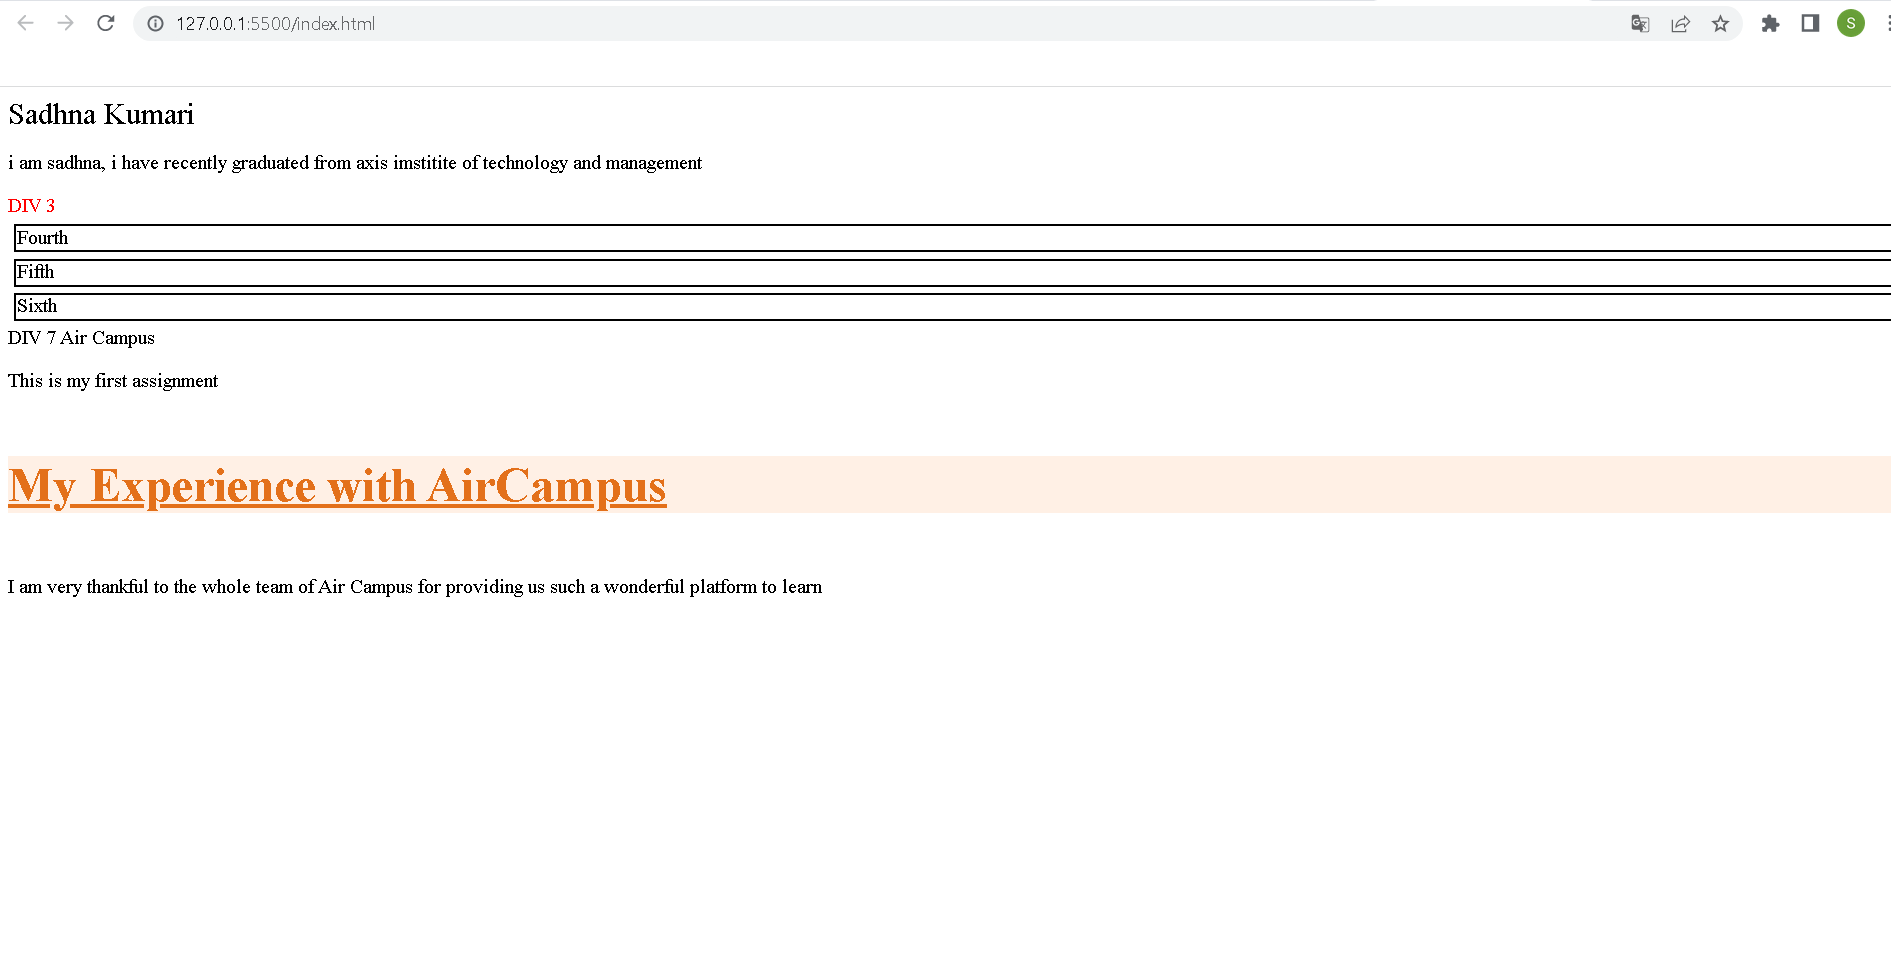 127.0.0.1:5500/index.html
S
Sadhna Kumari
i am sadhna, i have recently graduated from axis imstitite of technology and management
DIV 3
Fourth
Fifth
Sixth
DIV 7 Air Campus
This is my first assignment
My Experience with AirCampus
I am very thankful to the whole team of Air Campus for providing us such a wonderful platform to learn